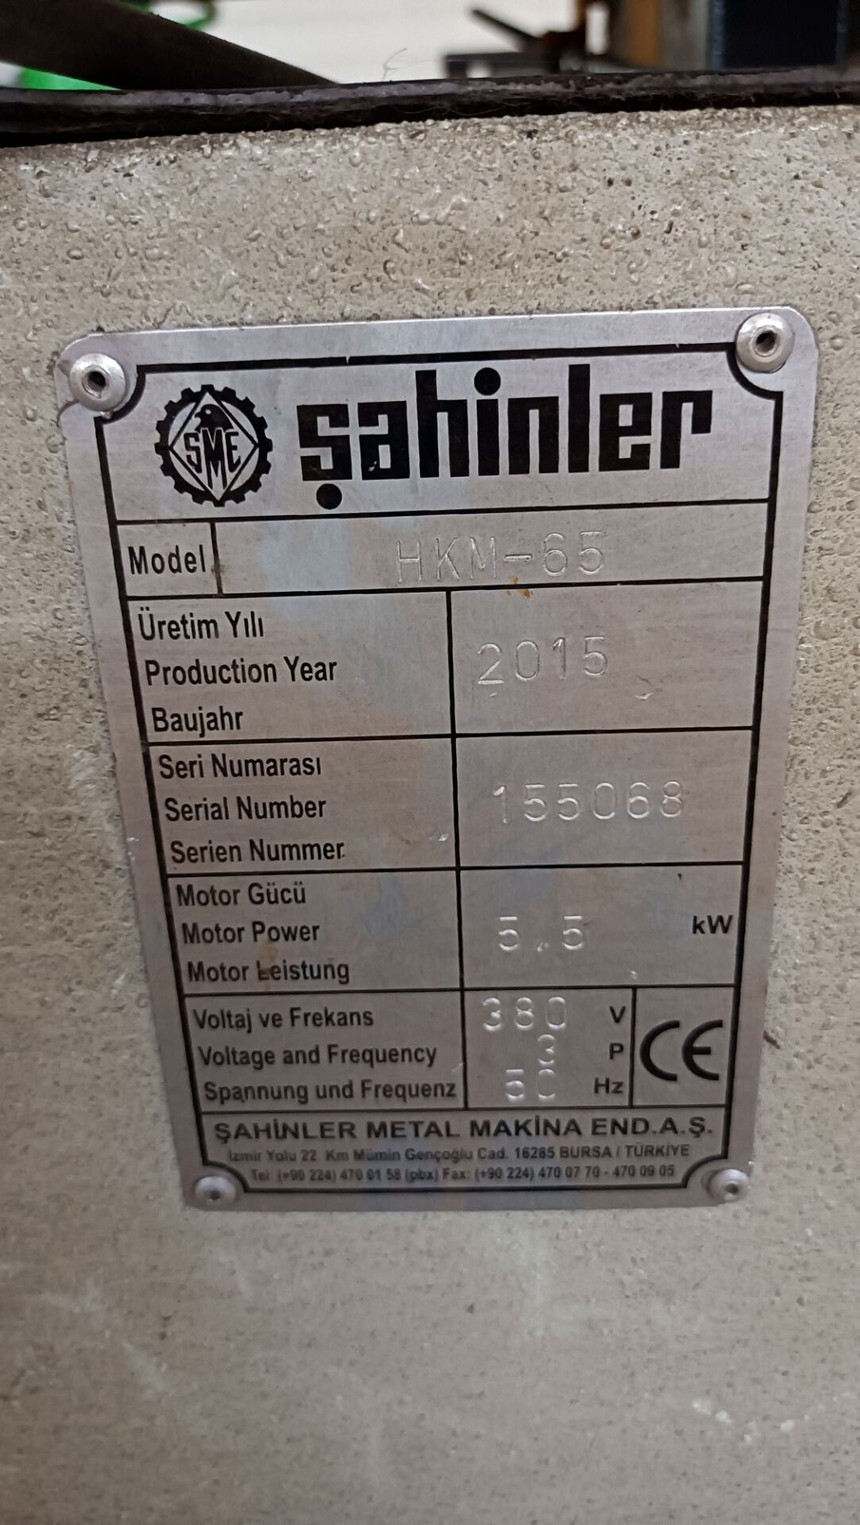 SME
şahinler
Model HKM-65
Üretim Yılı
Production Year 2015
Baujahr
Seri Numarası
Serial Number 155068
Serien Nummer
Motor Gücü
Motor Power 5.5 kW
Motor Leistung
Voltaj ve Frekans 380 V
Voltage and Frequency 3 P
Spannung und Frequenz 50 Hz
CE
ŞAHİNLER METAL MAKİNA END.A.Ş.
İzmir Yolu 22. Km Mümin Gençoğlu Cad. 16285 BURSA / TÜRKİYE
Tel: (+90 224) 470 01 58 (pbx) Fax: (+90 224) 470 07 70 - 470 09 05